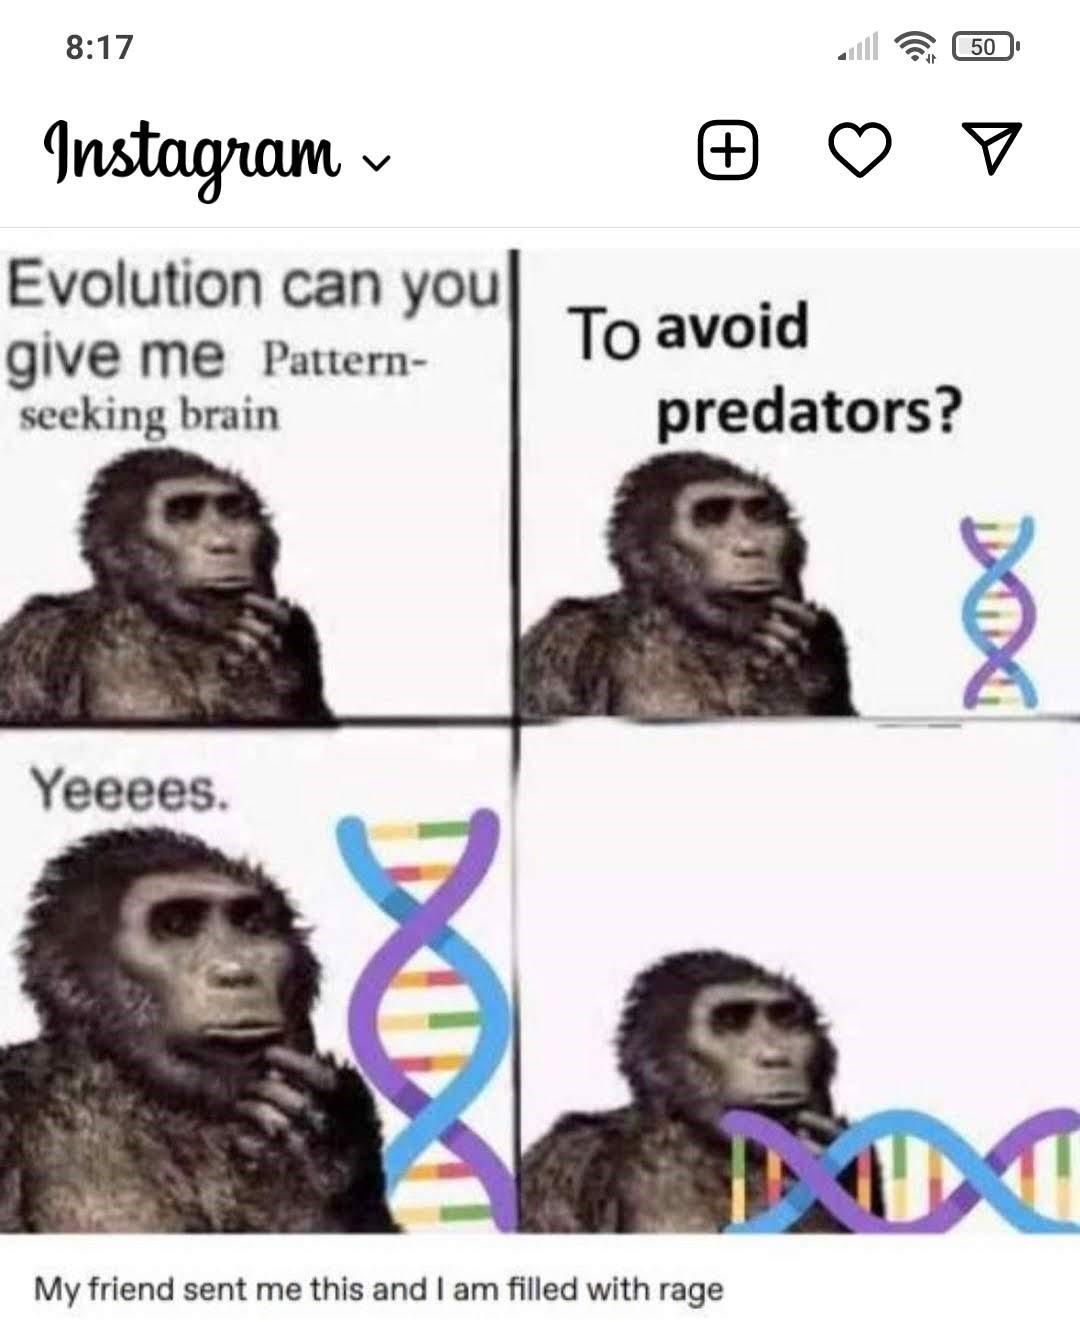 8:17
50
Instagram
Evolution can you
give me Pattern-
seeking brain
To avoid
predators?
Yeeees.
My friend sent me this and I am filled with rage